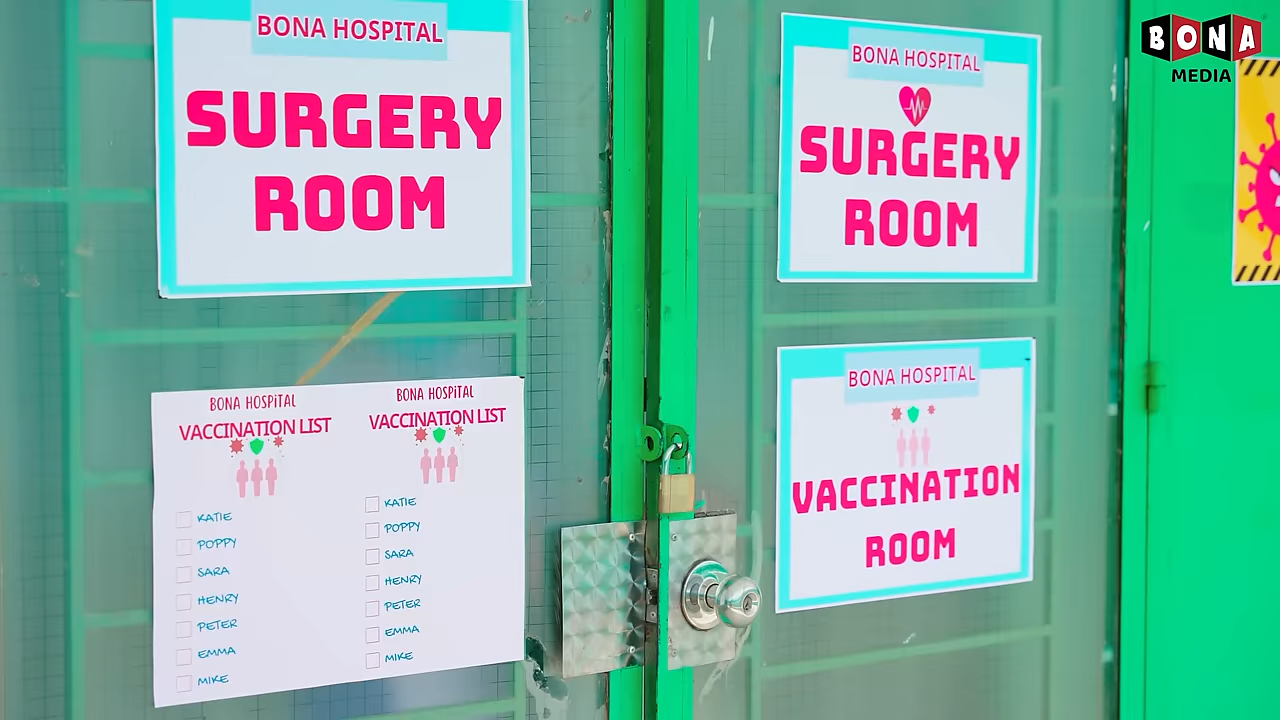 BONA HOSPITAL
SURGERY
ROOM
BONA HOSPITAL
SURGERY
ROOM
BONA
MEDIA
BONA HOSPITAL
VACCINATION LIST
KATIE
POPPY
SARA
HENRY
PETER
EMMA
MIKE
BONA HOSPITAL
VACCINATION LIST
KATIE
POPPY
SARA
HENRY
PETER
EMMA
MIKE
BONA HOSPITAL
VACCINATION
ROOM